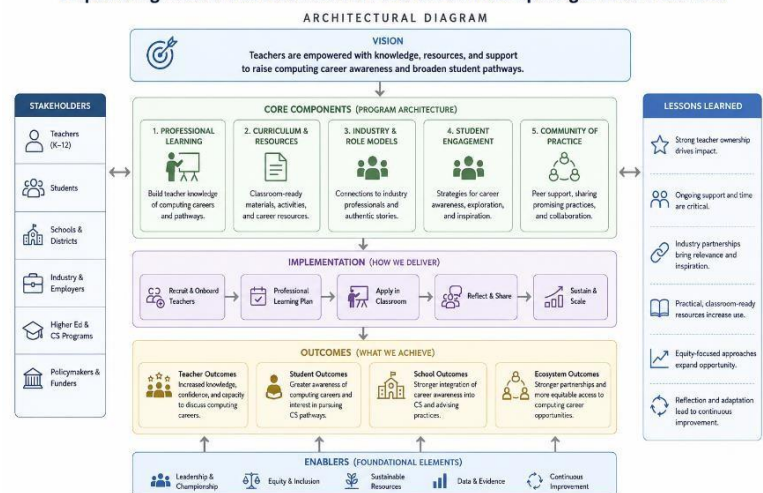 ARCHITECTURAL DIAGRAM
VISION
Teachers are empowered with knowledge, resources, and support
to raise computing career awareness and broaden student pathways.
STAKEHOLDERS
Teachers
(K–12)
Students
Schools &
Districts
Industry &
Employers
Higher Ed &
CS Programs
Policymakers &
Funders
CORE COMPONENTS (PROGRAM ARCHITECTURE)
1. PROFESSIONAL
LEARNING
Build teacher knowledge
of computing careers
and pathways.
2. CURRICULUM &
RESOURCES
Classroom-ready
materials, activities,
and career resources.
3. INDUSTRY &
ROLE MODELS
Connections to industry
professionals and
authentic stories.
4. STUDENT
ENGAGEMENT
Strategies for career
awareness, exploration,
and inspiration.
5. COMMUNITY OF
PRACTICE
Peer support, sharing
promising practices,
and collaboration.
IMPLEMENTATION (HOW WE DELIVER)
Recruit & Onboard
Teachers
Professional
Learning Plan
Apply in
Classroom
Reflect & Share
Sustain &
Scale
OUTCOMES (WHAT WE ACHIEVE)
Teacher Outcomes
Increased knowledge,
confidence, and capacity
to discuss computing
careers.
Student Outcomes
Greater awareness of
computing careers and
interest in pursuing
CS pathways.
School Outcomes
Stronger integration of
career awareness into
CS and advising
practices.
Ecosystem Outcomes
Stronger partnerships and
more equitable access to
computing career
opportunities.
ENABLERS (FOUNDATIONAL ELEMENTS)
Leadership &
Championship
Equity & Inclusion
Sustainable
Resources
Data & Evidence
Continuous
Improvement
LESSONS LEARNED
Strong teacher ownership
drives impact.
Ongoing support and time
are critical.
Industry partnerships
bring relevance and
inspiration.
Practical, classroom-ready
resources increase use.
Equity-focused approaches
expand opportunity.
Reflection and adaptation
lead to continuous
improvement.